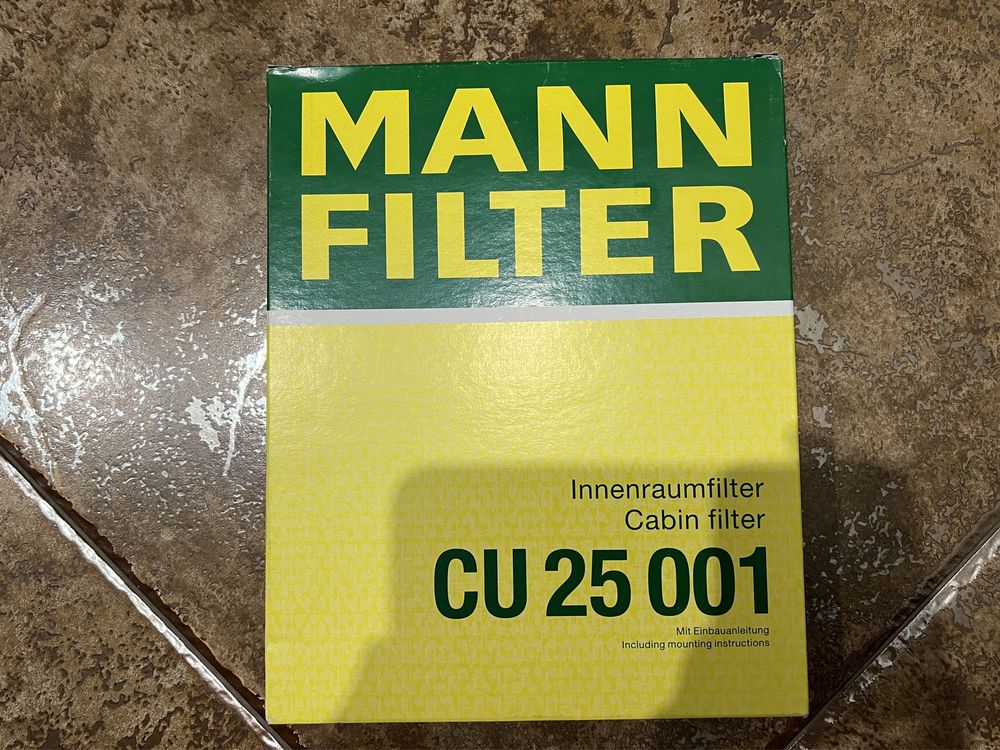 MANN
FILTER
Innenraumfilter
Cabin filter
CU 25 001
Mit Einbauanleitung
Including mounting instructions